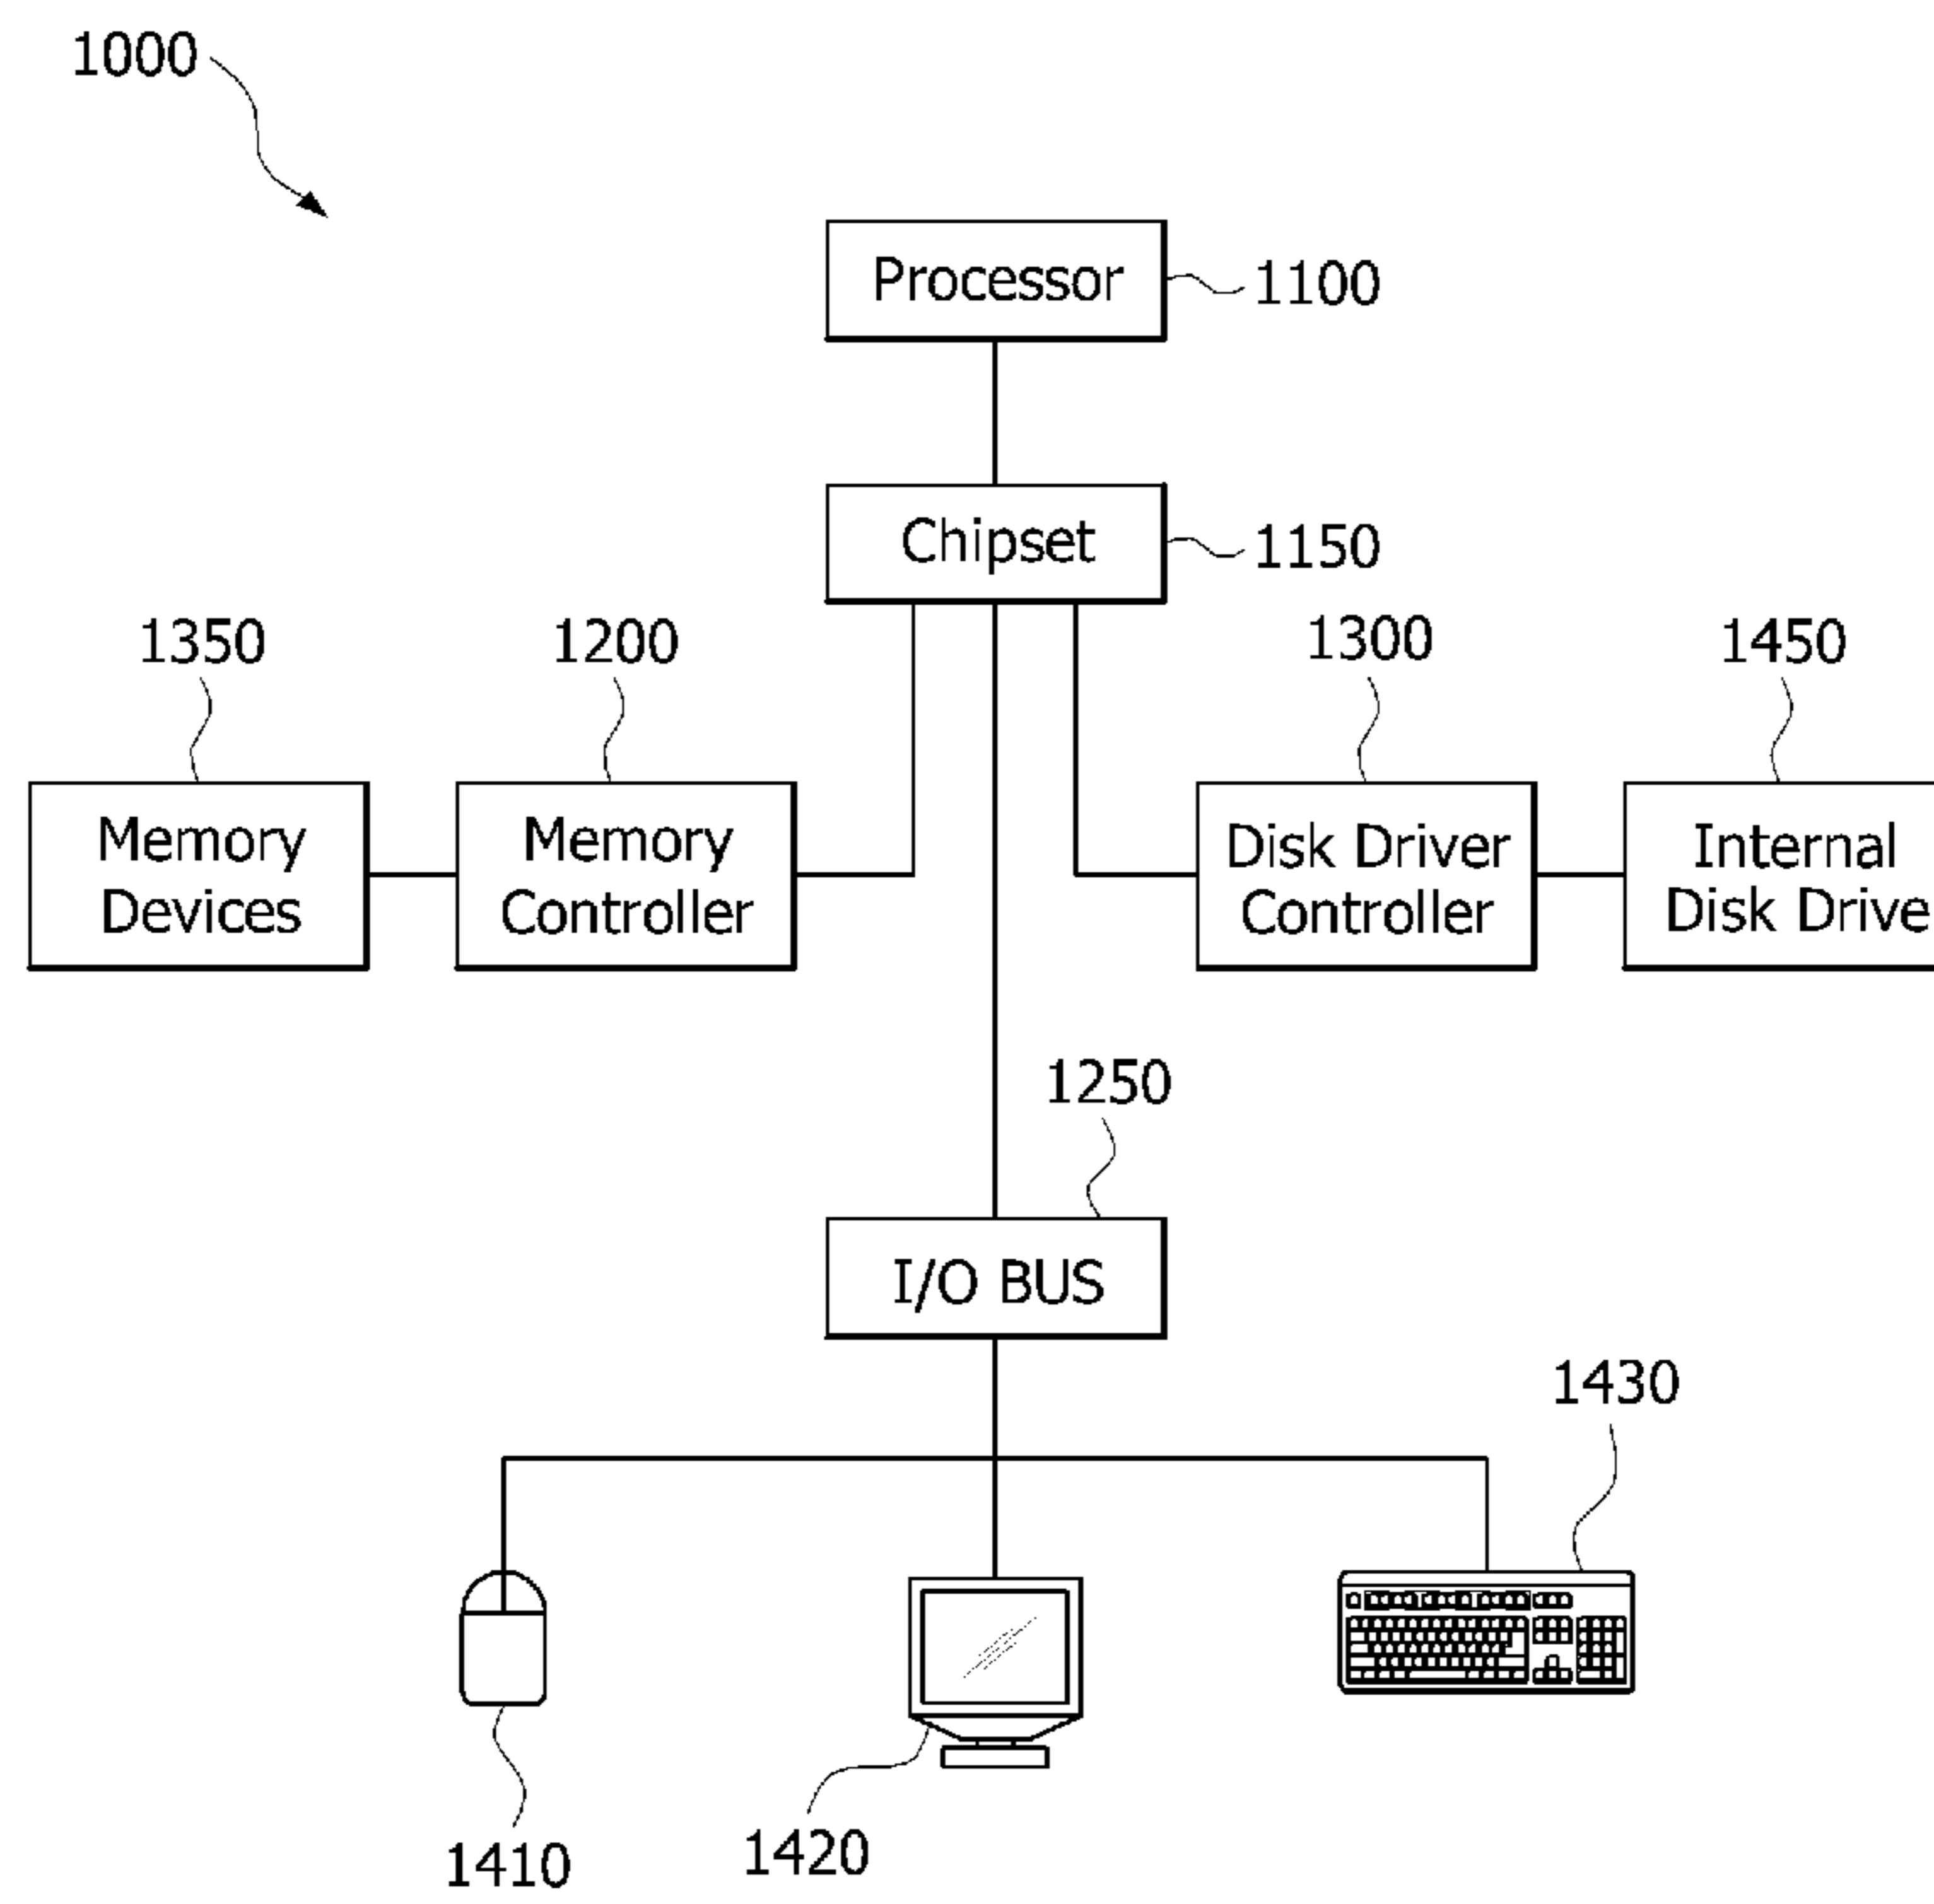 1000
Processor
1100
Chipset
1150
1350
1200
1300
1450
Memory
Devices
Memory
Controller
Disk Driver
Controller
Internal
Disk Drive
1250
I/O BUS
1430
1410
1420